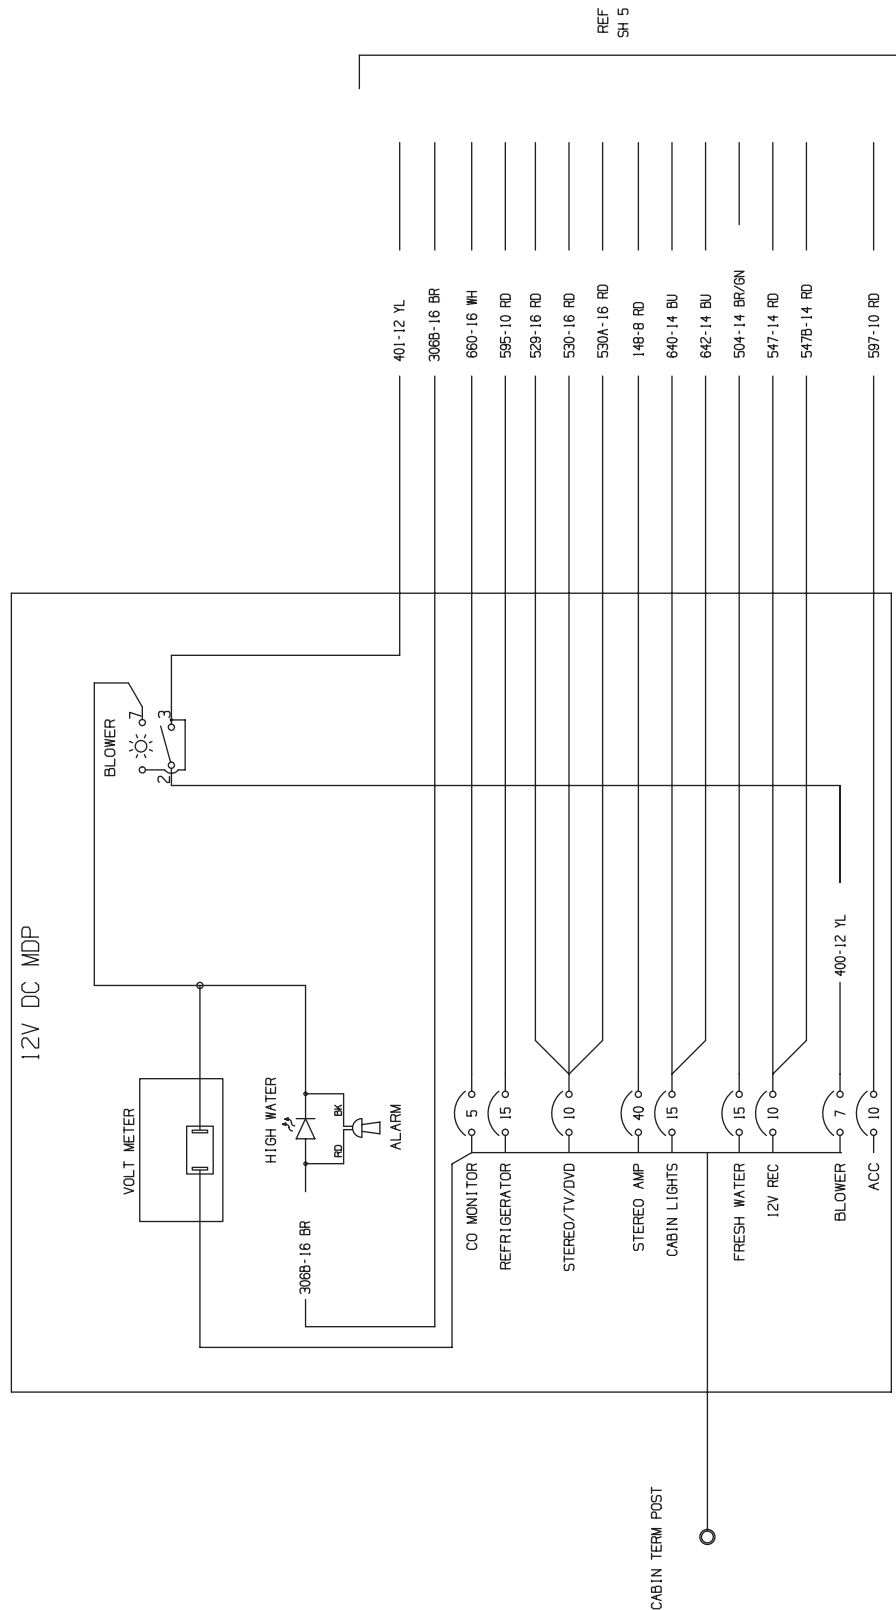 12V DC MDP
VOLT METER
HIGH WATER
RD
BK
ALARM
306B-16 BR
BLOWER
7
2
3
CO MONITOR 5 660-16 WH
REFRIGERATOR 15 595-10 RD
STEREO/TV/DVD 10
529-16 RD
530-16 RD
530A-16 RD
STEREO AMP 40 148-8 RD
CABIN LIGHTS 15 640-14 BU
642-14 BU
FRESH WATER 15 504-14 BR/GN
12V REC 10 547-14 RD
547B-14 RD
BLOWER 7 400-12 YL
ACC 10 597-10 RD
401-12 YL
306B-16 BR
CABIN TERM POST
REF
SH 5